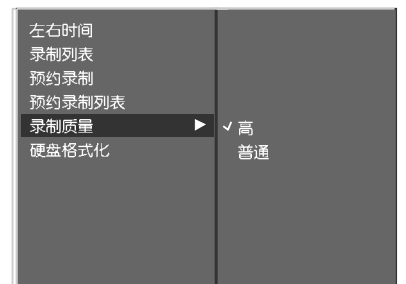 左右时间
录制列表
预约录制
预约录制列表
录制质量 ▶ ✓高
普通
硬盘格式化